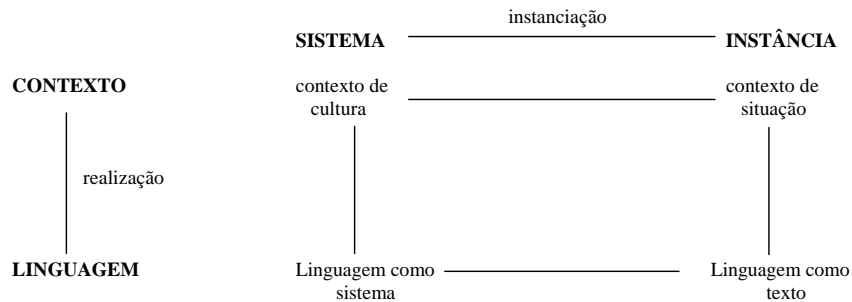 instanciação
SISTEMA INSTÂNCIA
CONTEXTO contexto de contexto de
cultura situação
realização
LINGUAGEM Linguagem como Linguagem como
sistema texto